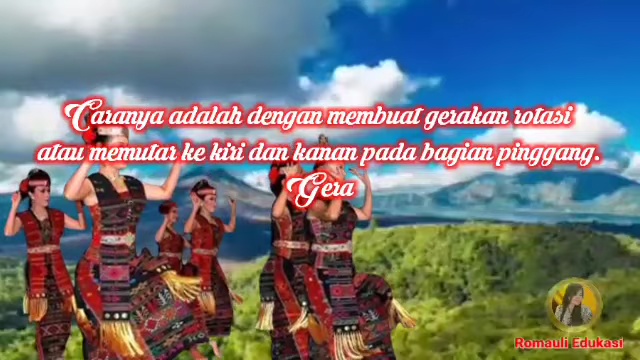 Caranya adalah dengan membuat gerakan rotasi
atau memutar ke kiri dan kanan pada bagian pinggang.
Gera
Romauli Edukasi